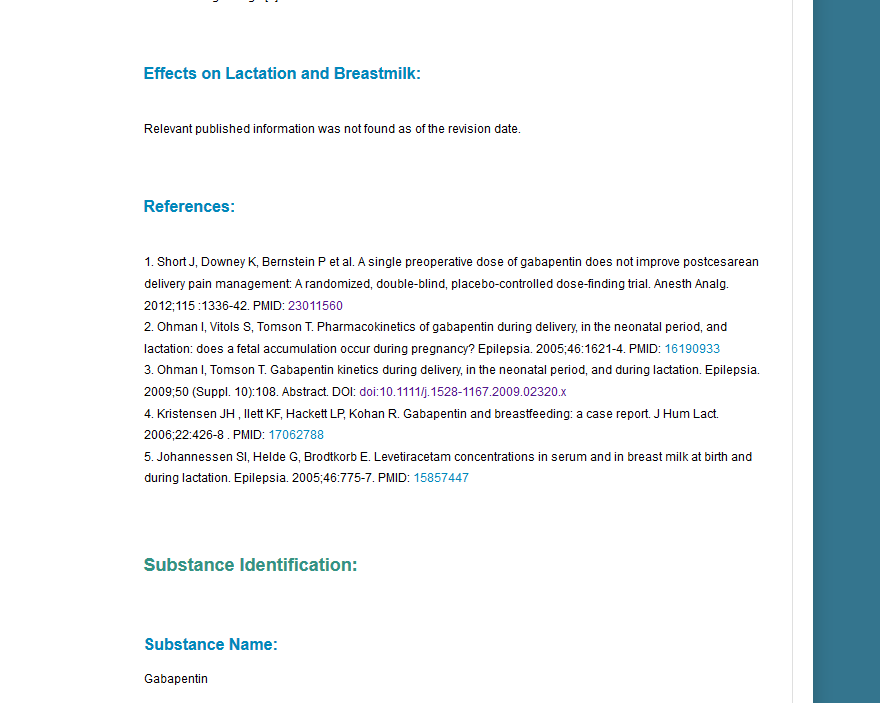 Effects on Lactation and Breastmilk:
Relevant published information was not found as of the revision date.
References:
1. Short J, Downey K, Bernstein P et al. A single preoperative dose of gabapentin does not improve postcesarean
delivery pain management: A randomized, double-blind, placebo-controlled dose-finding trial. Anesth Analg.
2012;115 :1336-42. PMID: 23011560
2. Ohman I, Vitols S, Tomson T. Pharmacokinetics of gabapentin during delivery, in the neonatal period, and
lactation: does a fetal accumulation occur during pregnancy? Epilepsia. 2005;46:1621-4. PMID: 16190933
3. Ohman I, Tomson T. Gabapentin kinetics during delivery, in the neonatal period, and during lactation. Epilepsia.
2009;50 (Suppl. 10):108. Abstract. DOI: doi:10.1111/j.1528-1167.2009.02320.x
4. Kristensen JH , Ilett KF, Hackett LP, Kohan R. Gabapentin and breastfeeding: a case report. J Hum Lact.
2006;22:426-8 . PMID: 17062788
5. Johannessen SI, Helde G, Brodtkorb E. Levetiracetam concentrations in serum and in breast milk at birth and
during lactation. Epilepsia. 2005;46:775-7. PMID: 15857447
Substance Identification:
Substance Name:
Gabapentin